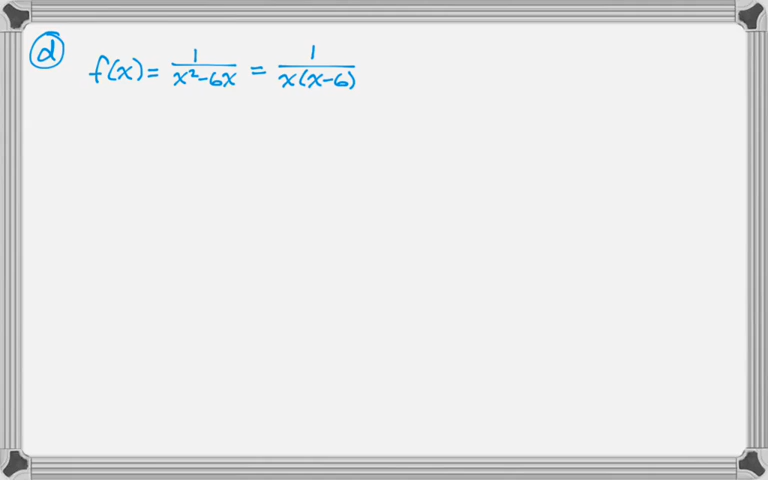 ⓓ f(x) = 1/(x²-6x) = 1/(x(x-6))